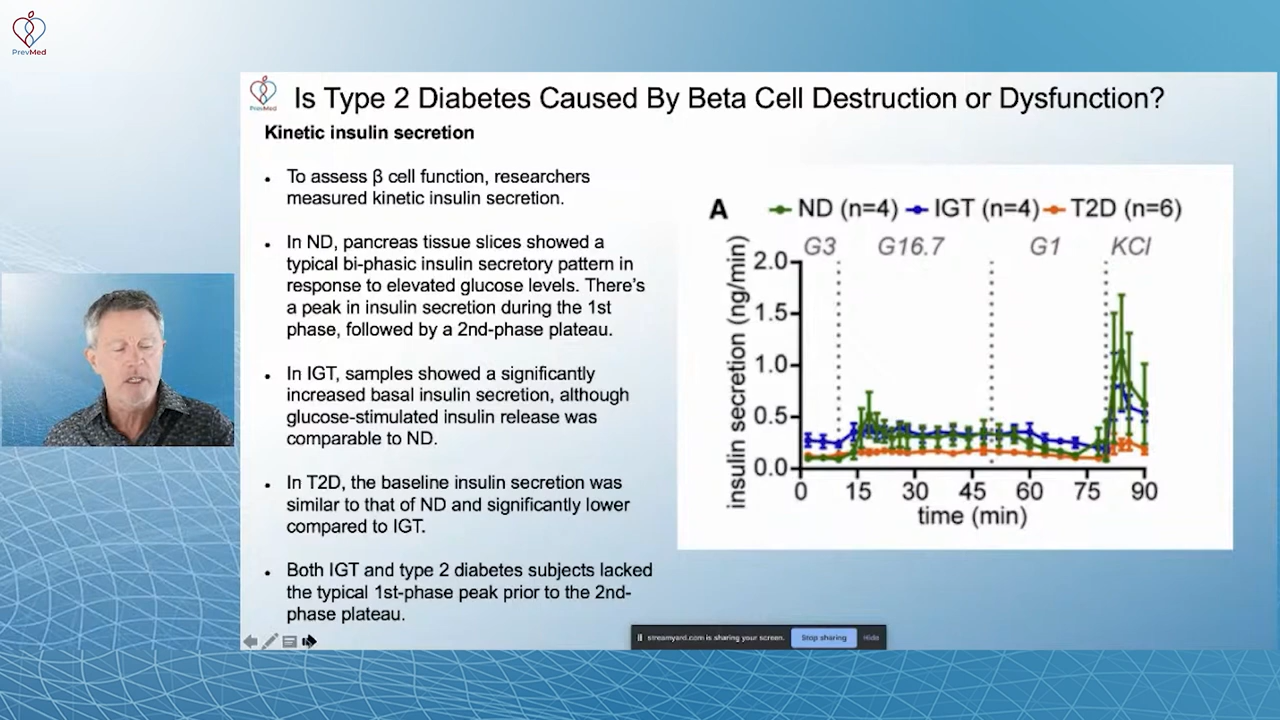 PrevMed
PrevMed
Is Type 2 Diabetes Caused By Beta Cell Destruction or Dysfunction?
Kinetic insulin secretion
• To assess β cell function, researchers
measured kinetic insulin secretion.
• In ND, pancreas tissue slices showed a
typical bi-phasic insulin secretory pattern in
response to elevated glucose levels. There's
a peak in insulin secretion during the 1st
phase, followed by a 2nd-phase plateau.
• In IGT, samples showed a significantly
increased basal insulin secretion, although
glucose-stimulated insulin release was
comparable to ND.
• In T2D, the baseline insulin secretion was
similar to that of ND and significantly lower
compared to IGT.
• Both IGT and type 2 diabetes subjects lacked
the typical 1st-phase peak prior to the 2nd-
phase plateau.
A ND (n=4) IGT (n=4) T2D (n=6)
G3 G16.7 G1 KCl
insulin secretion (ng/min)
2.0
1.5
1.0
0.5
0.0
0 15 30 45 60 75 90
time (min)
streamyard.com is sharing your screen. Stop sharing Hide